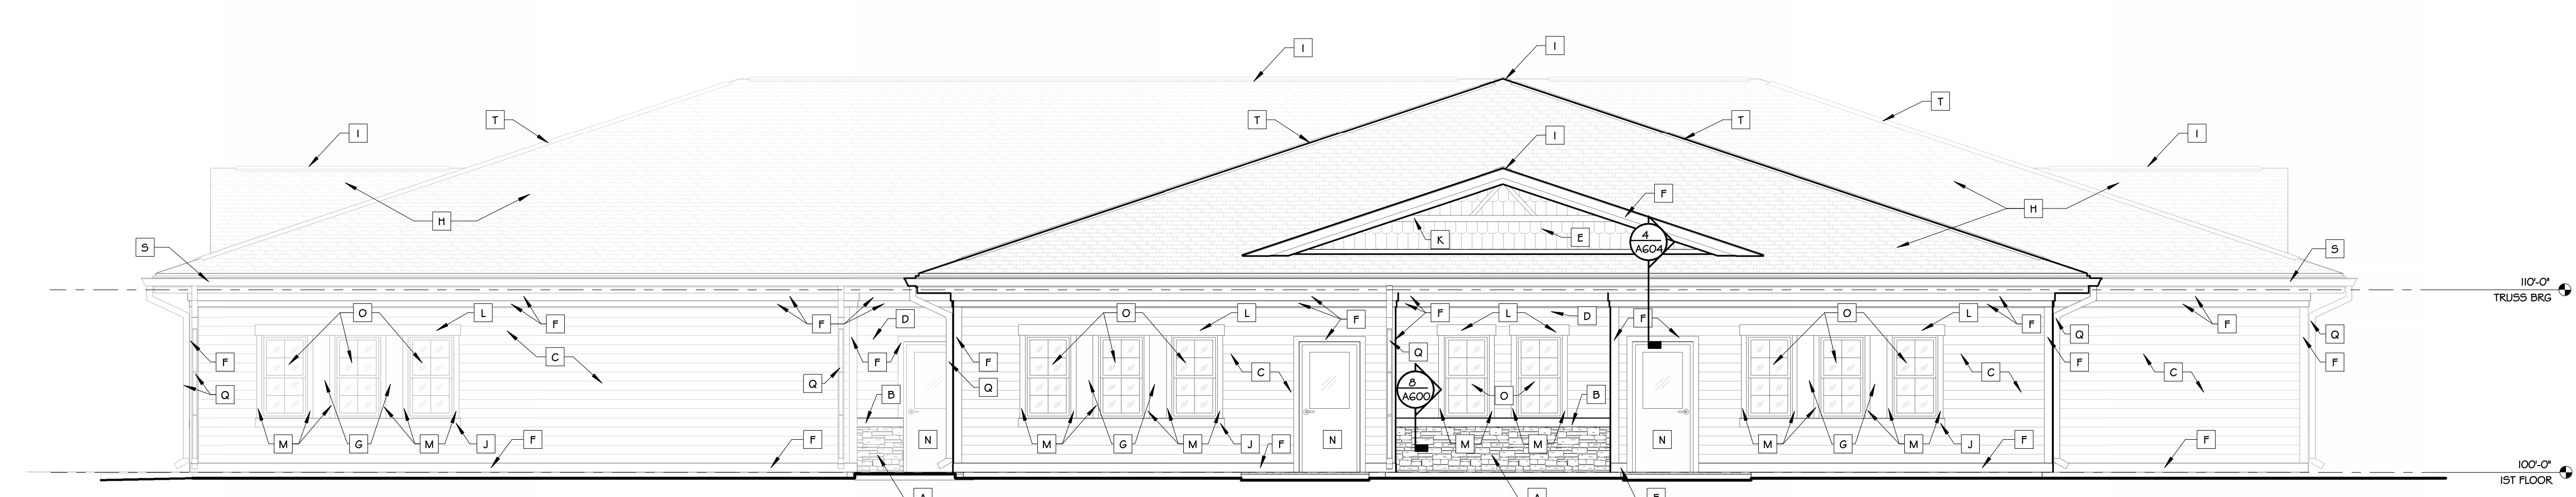 I
I
T
T
T
T
I
I
I
H
F
H
K
E
4
A604
S
S
110'-0"
TRUSS BRG
O
L
F
F
D
O
L
F
F
L
D
F
O
L
F
F
F
C
F
F
Q
C
Q
8
A600
C
C
Q
F
Q
F
Q
Q
Q
B
O
B
M
G
M
J
F
F
N
M
G
M
J
F
N
M
M
N
M
G
M
J
F
F
100'-0"
1ST FLOOR